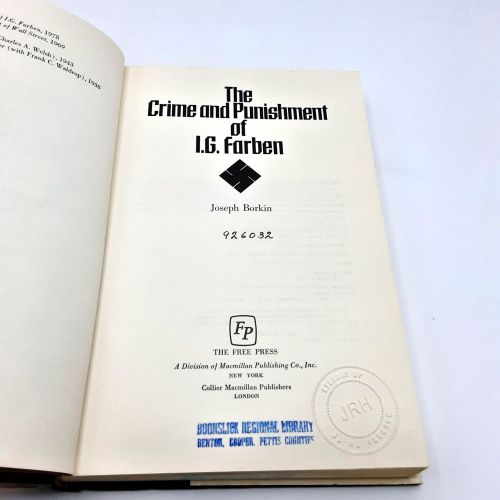 I.G. Farben, 1978
of Wall Street, 1969
Charles A. Welsh), 1943
(with Frank C. Waldrop), 1938
The
Crime and Punishment
of
I.G. Farben
Joseph Borkin
926032
FP
THE FREE PRESS
A Division of Macmillan Publishing Co., Inc.
NEW YORK
Collier Macmillan Publishers
LONDON
LIBRARY OF
JRH
BOONSLICK REGIONAL LIBRARY
BENTON, COOPER, PETTIS COUNTIES